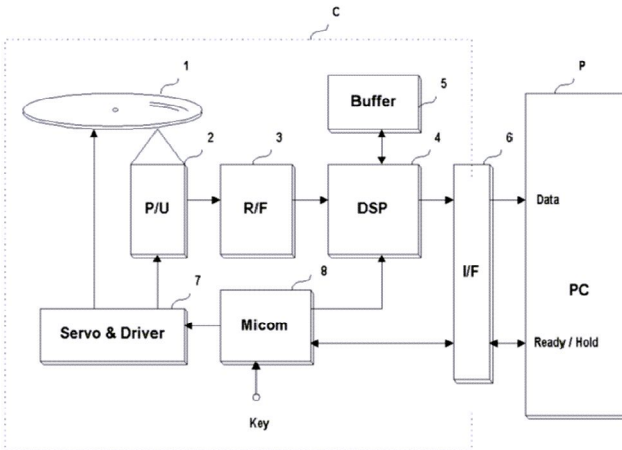 C
1
P
Buffer
5
2
3
4
6
P/U
R/F
DSP
Data
I/F
PC
7
8
Servo & Driver
Micom
Ready / Hold
Key